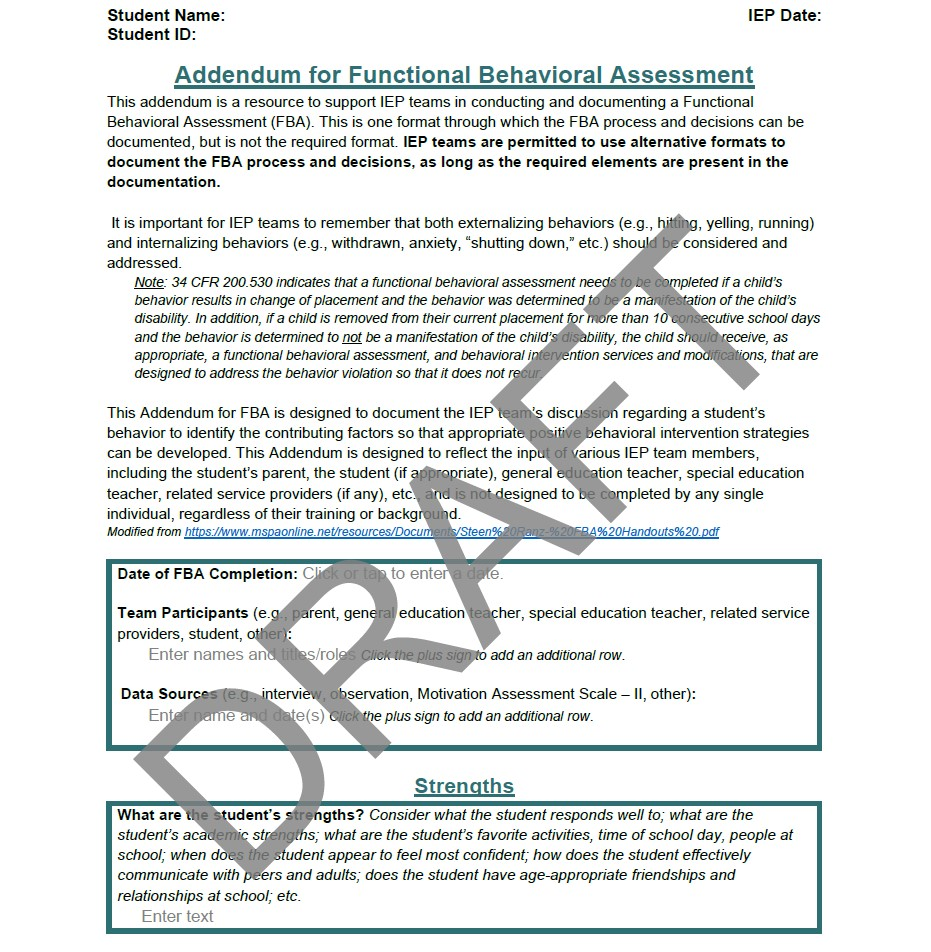 Student Name: IEP Date:
Student ID:
Addendum for Functional Behavioral Assessment
This addendum is a resource to support IEP teams in conducting and documenting a Functional
Behavioral Assessment (FBA). This is one format through which the FBA process and decisions can be
documented, but is not the required format. IEP teams are permitted to use alternative formats to
document the FBA process and decisions, as long as the required elements are present in the
documentation.
It is important for IEP teams to remember that both externalizing behaviors (e.g., hitting, yelling, running)
and internalizing behaviors (e.g., withdrawn, anxiety, “shutting down,” etc.) should be considered and
addressed.
Note: 34 CFR 200.530 indicates that a functional behavioral assessment needs to be completed if a child’s
behavior results in change of placement and the behavior was determined to be a manifestation of the child’s
disability. In addition, if a child is removed from their current placement for more than 10 consecutive school days
and the behavior is determined to not be a manifestation of the child’s disability, the child should receive, as
appropriate, a functional behavioral assessment, and behavioral intervention services and modifications, that are
designed to address the behavior violation so that it does not recur.
This Addendum for FBA is designed to document the IEP team’s discussion regarding a student’s
behavior to identify the contributing factors so that appropriate positive behavioral intervention strategies
can be developed. This Addendum is designed to reflect the input of various IEP team members,
including the student’s parent, the student (if appropriate), general education teacher, special education
teacher, related service providers (if any), etc., and is not designed to be completed by any single
individual, regardless of their training or background.
Modified from https://www.mspaonline.net/resources/Documents/Steen%20Ranz-%20FBA%20Handouts%20.pdf
Date of FBA Completion: Click or tap to enter a date.
Team Participants (e.g., parent, general education teacher, special education teacher, related service
providers, student, other):
Enter names and titles/roles Click the plus sign to add an additional row.
Data Sources (e.g., interview, observation, Motivation Assessment Scale – II, other):
Enter name and date(s) Click the plus sign to add an additional row.
Strengths
What are the student’s strengths? Consider what the student responds well to; what are the
student’s academic strengths; what are the student’s favorite activities, time of school day, people at
school; when does the student appear to feel most confident; how does the student effectively
communicate with peers and adults; does the student have age-appropriate friendships and
relationships at school; etc.
Enter text
DRAFT